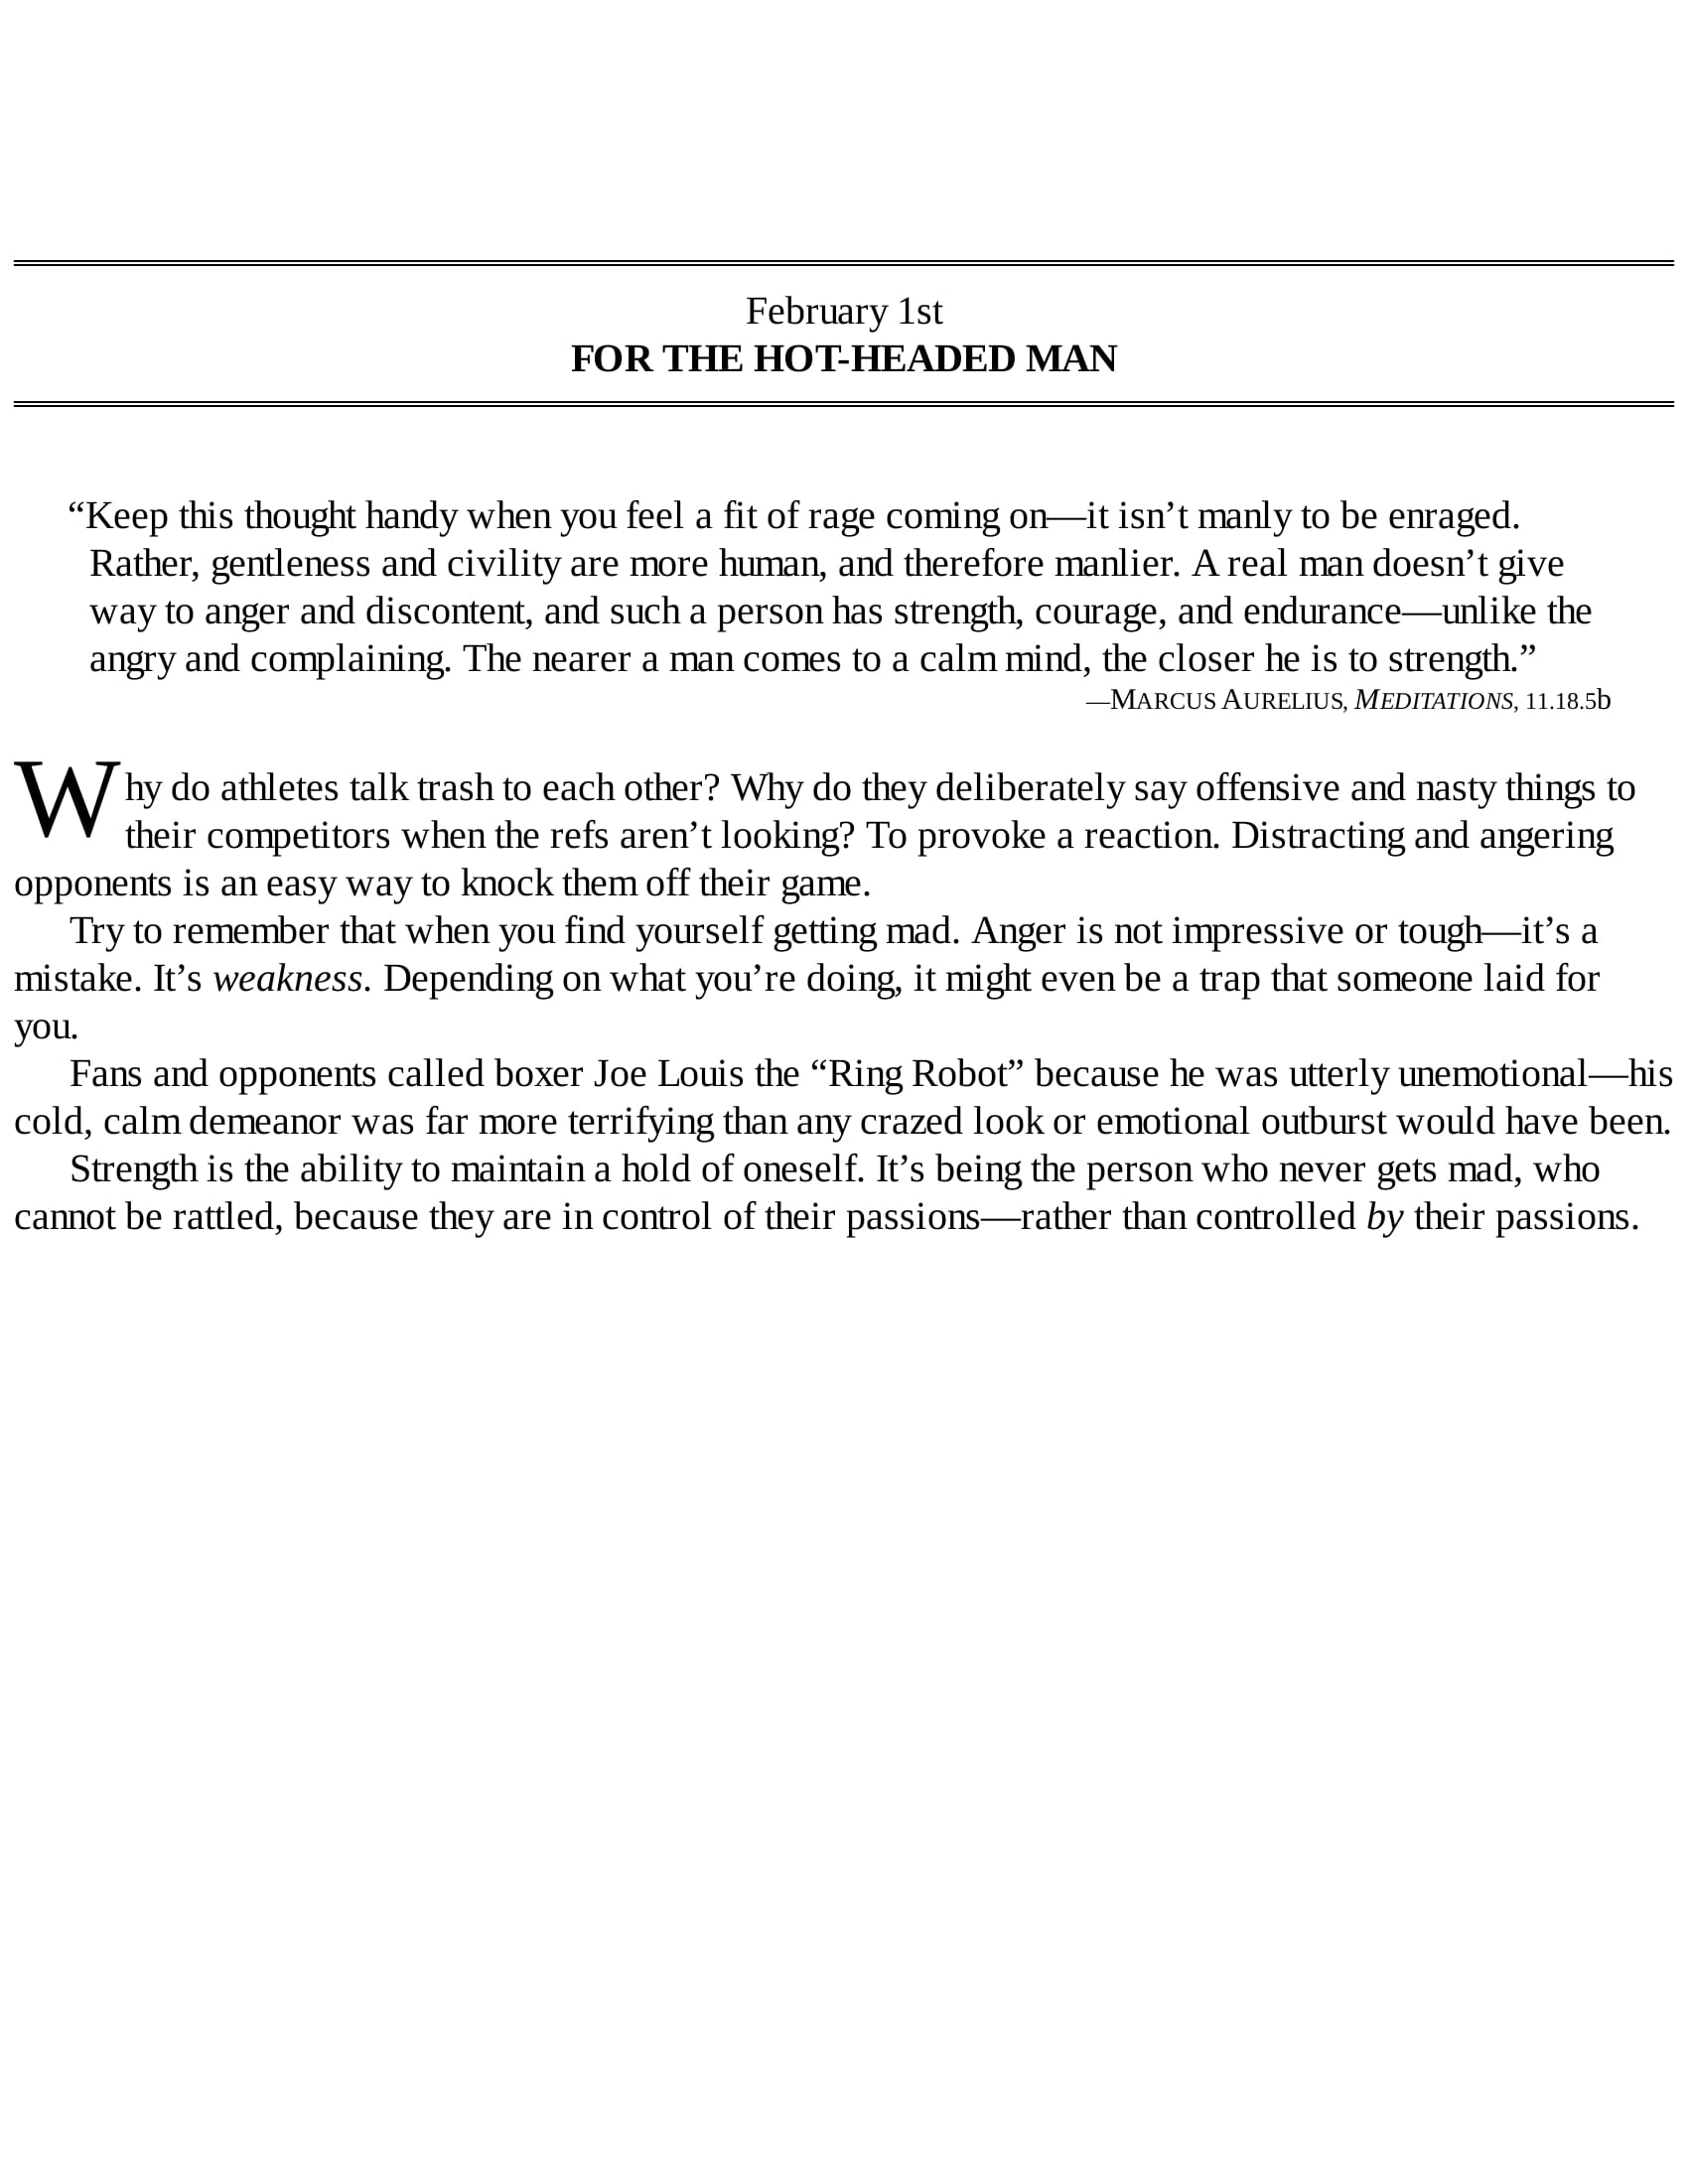 February 1st
FOR THE HOT-HEADED MAN
“Keep this thought handy when you feel a fit of rage coming on—it isn’t manly to be enraged.
Rather, gentleness and civility are more human, and therefore manlier. A real man doesn’t give
way to anger and discontent, and such a person has strength, courage, and endurance—unlike the
angry and complaining. The nearer a man comes to a calm mind, the closer he is to strength.”
—MARCUS AURELIUS, MEDITATIONS, 11.18.5b
Why do athletes talk trash to each other? Why do they deliberately say offensive and nasty things to
their competitors when the refs aren’t looking? To provoke a reaction. Distracting and angering
opponents is an easy way to knock them off their game.
Try to remember that when you find yourself getting mad. Anger is not impressive or tough—it’s a
mistake. It’s weakness. Depending on what you’re doing, it might even be a trap that someone laid for
you.
Fans and opponents called boxer Joe Louis the “Ring Robot” because he was utterly unemotional—his
cold, calm demeanor was far more terrifying than any crazed look or emotional outburst would have been.
Strength is the ability to maintain a hold of oneself. It’s being the person who never gets mad, who
cannot be rattled, because they are in control of their passions—rather than controlled by their passions.